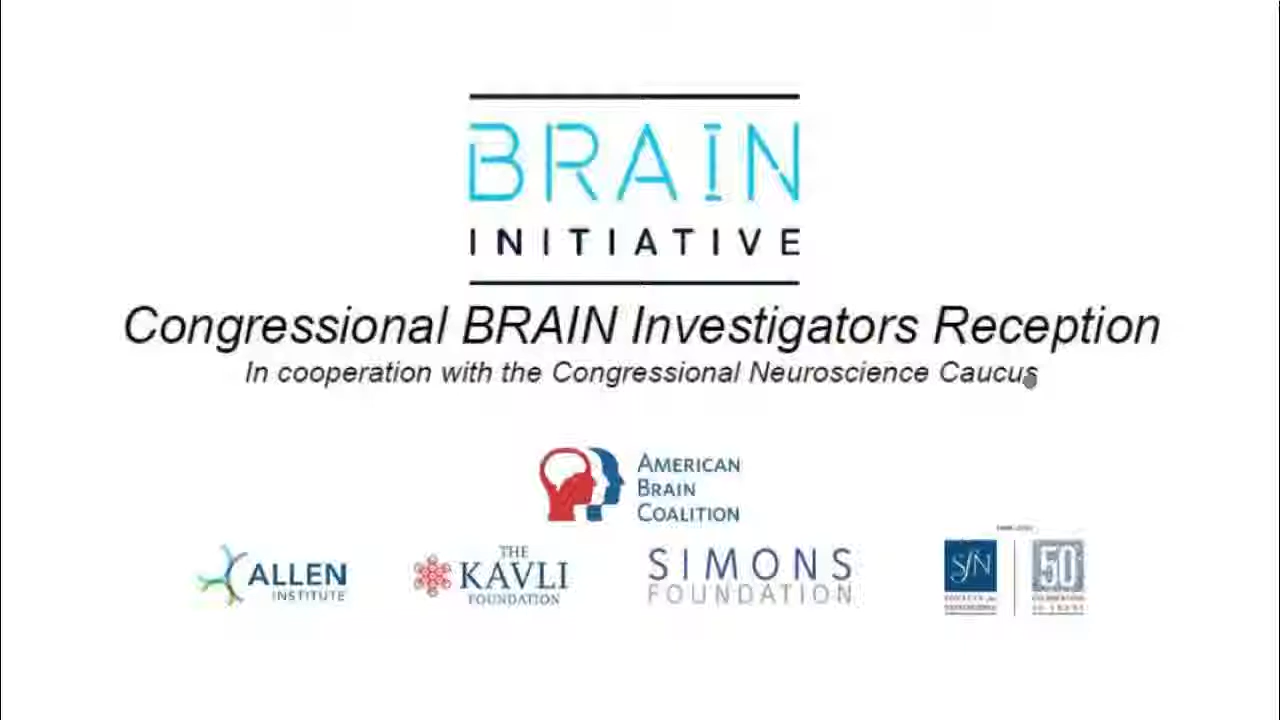 BRAIN
INITIATIVE
Congressional BRAIN Investigators Reception
In cooperation with the Congressional Neuroscience Caucus
AMERICAN
BRAIN
COALITION
ALLEN
INSTITUTE
THE
KAVLI
FOUNDATION
SIMONS
FOUNDATION
SfN
50